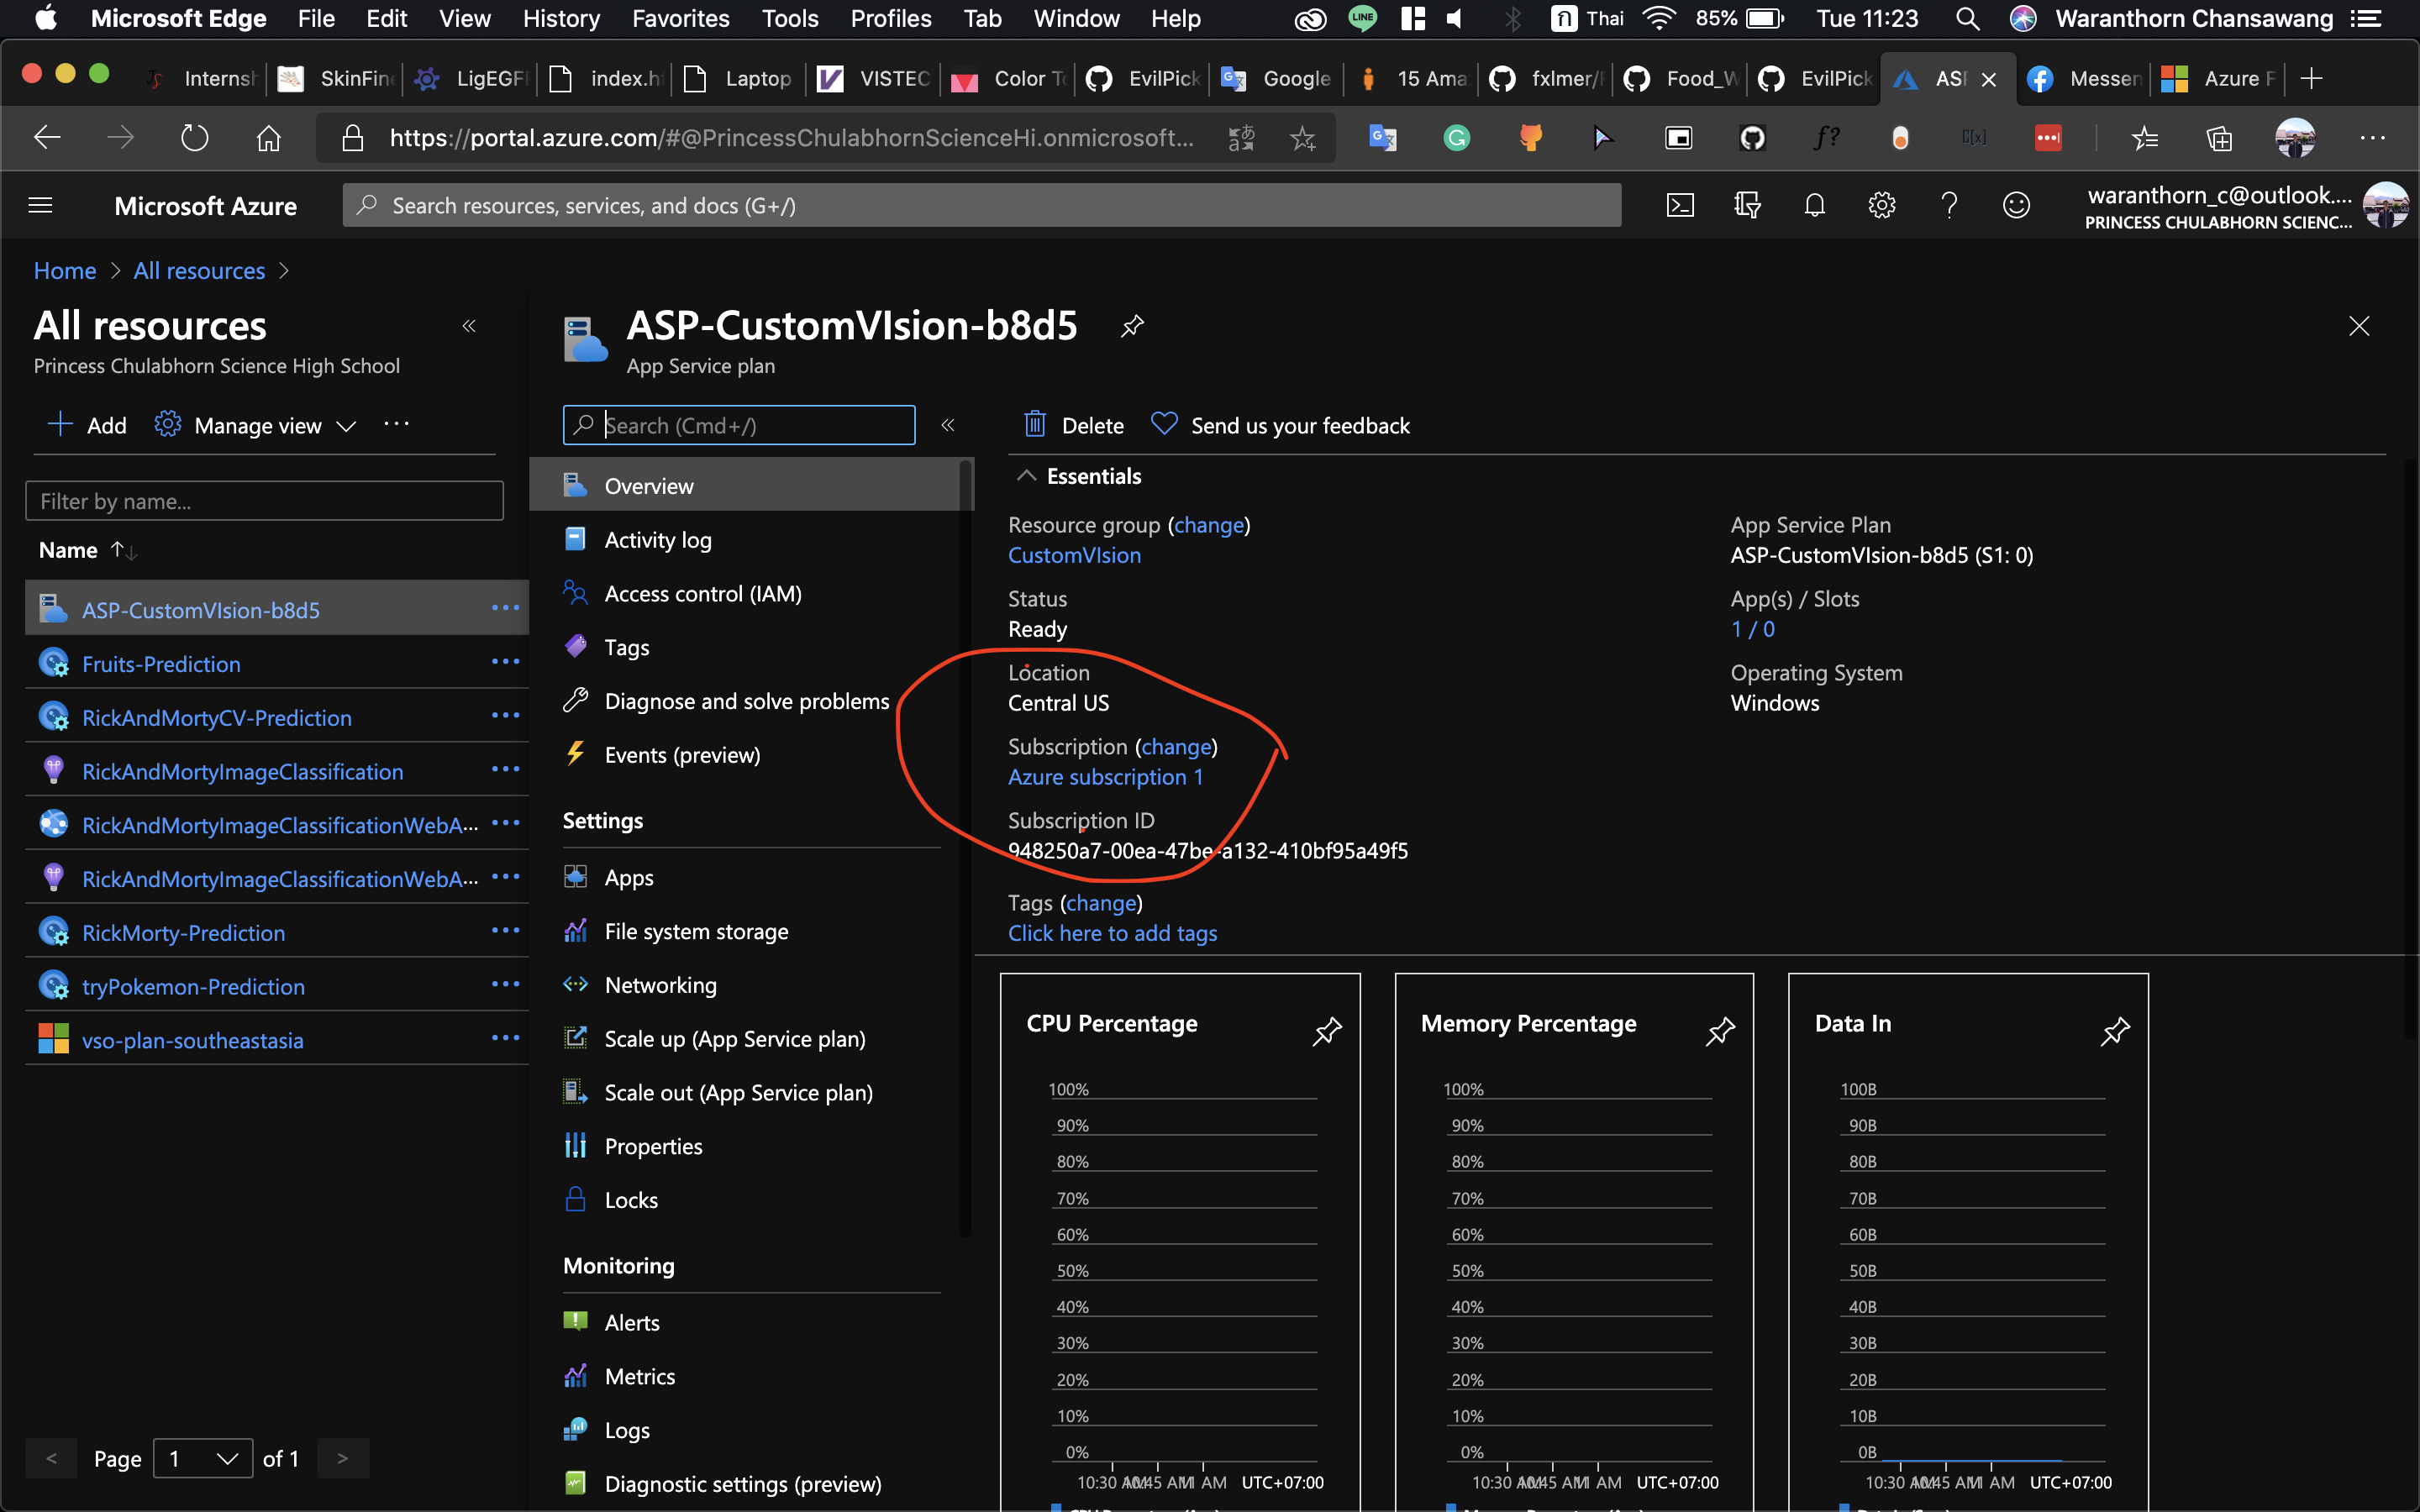 Microsoft Edge File Edit View History Favorites Tools Profiles Tab Window Help LINE ก Thai 85% Tue 11:23 Waranthorn Chansawang
Internsh SkinFin LigEGF index.h Laptop VISTEC Color T EvilPick Google 15 Ama fxlmer/ Food_W EvilPick AS Messen Azure F
https://portal.azure.com/#@PrincessChulabhornScienceHi.onmicrosoft...
Microsoft Azure
Search resources, services, and docs (G+/)
waranthorn_c@outlook....
PRINCESS CHULABHORN SCIENC...
Home > All resources >
All resources
Princess Chulabhorn Science High School
Add Manage view ...
Filter by name...
Name
ASP-CustomVIsion-b8d5
Fruits-Prediction
RickAndMortyCV-Prediction
RickAndMortyImageClassification
RickAndMortyImageClassificationWebA...
RickAndMortyImageClassificationWebA...
RickMorty-Prediction
tryPokemon-Prediction
vso-plan-southeastasia
< Page 1 of 1 >
ASP-CustomVIsion-b8d5
App Service plan
Search (Cmd+/)
Overview
Activity log
Access control (IAM)
Tags
Diagnose and solve problems
Events (preview)
Settings
Apps
File system storage
Networking
Scale up (App Service plan)
Scale out (App Service plan)
Properties
Locks
Monitoring
Alerts
Metrics
Logs
Diagnostic settings (preview)
Delete Send us your feedback
Essentials
Resource group (change)
CustomVIsion
Status
Ready
Location
Central US
Subscription (change)
Azure subscription 1
Subscription ID
948250a7-00ea-47be-a132-410bf95a49f5
Tags (change)
Click here to add tags
App Service Plan
ASP-CustomVIsion-b8d5 (S1: 0)
App(s) / Slots
1 / 0
Operating System
Windows
CPU Percentage
100%
90%
80%
70%
60%
50%
40%
30%
20%
10%
0%
10:30 AM 10:45 AM 11 AM UTC+07:00
Memory Percentage
100%
90%
80%
70%
60%
50%
40%
30%
20%
10%
0%
10:30 AM 10:45 AM 11 AM UTC+07:00
Data In
100B
90B
80B
70B
60B
50B
40B
30B
20B
10B
0B
10:30 AM 10:45 AM 11 AM UTC+07:00